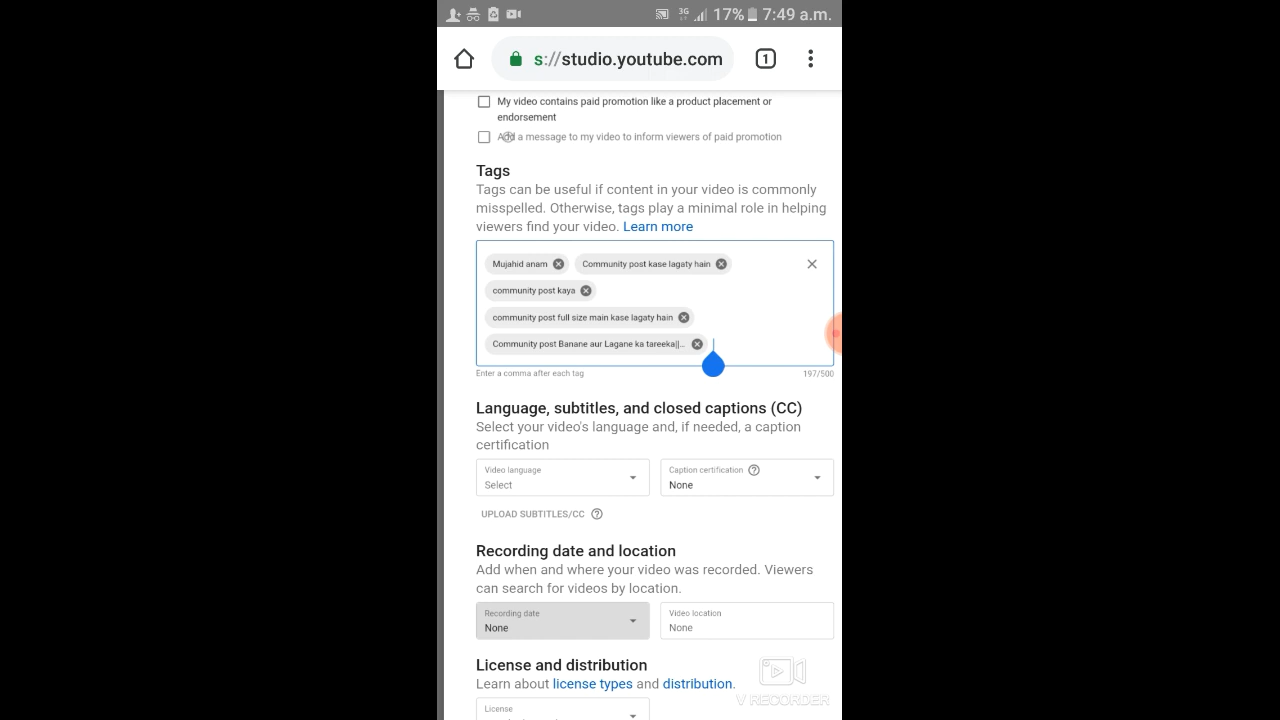 3G 17% 7:49 a.m.
s://studio.youtube.com 1
My video contains paid promotion like a product placement or
endorsement
Add a message to my video to inform viewers of paid promotion
Tags
Tags can be useful if content in your video is commonly
misspelled. Otherwise, tags play a minimal role in helping
viewers find your video. Learn more
Mujahid anam Community post kase lagaty hain
community post kaya
community post full size main kase lagaty hain
Community post Banane aur Lagane ka tareeka||...
Enter a comma after each tag 197/500
Language, subtitles, and closed captions (CC)
Select your video's language and, if needed, a caption
certification
Video language Caption certification
Select None
UPLOAD SUBTITLES/CC
Recording date and location
Add when and where your video was recorded. Viewers
can search for videos by location.
Recording date Video location
None None
License and distribution
Learn about license types and distribution.
V RECORDER
License